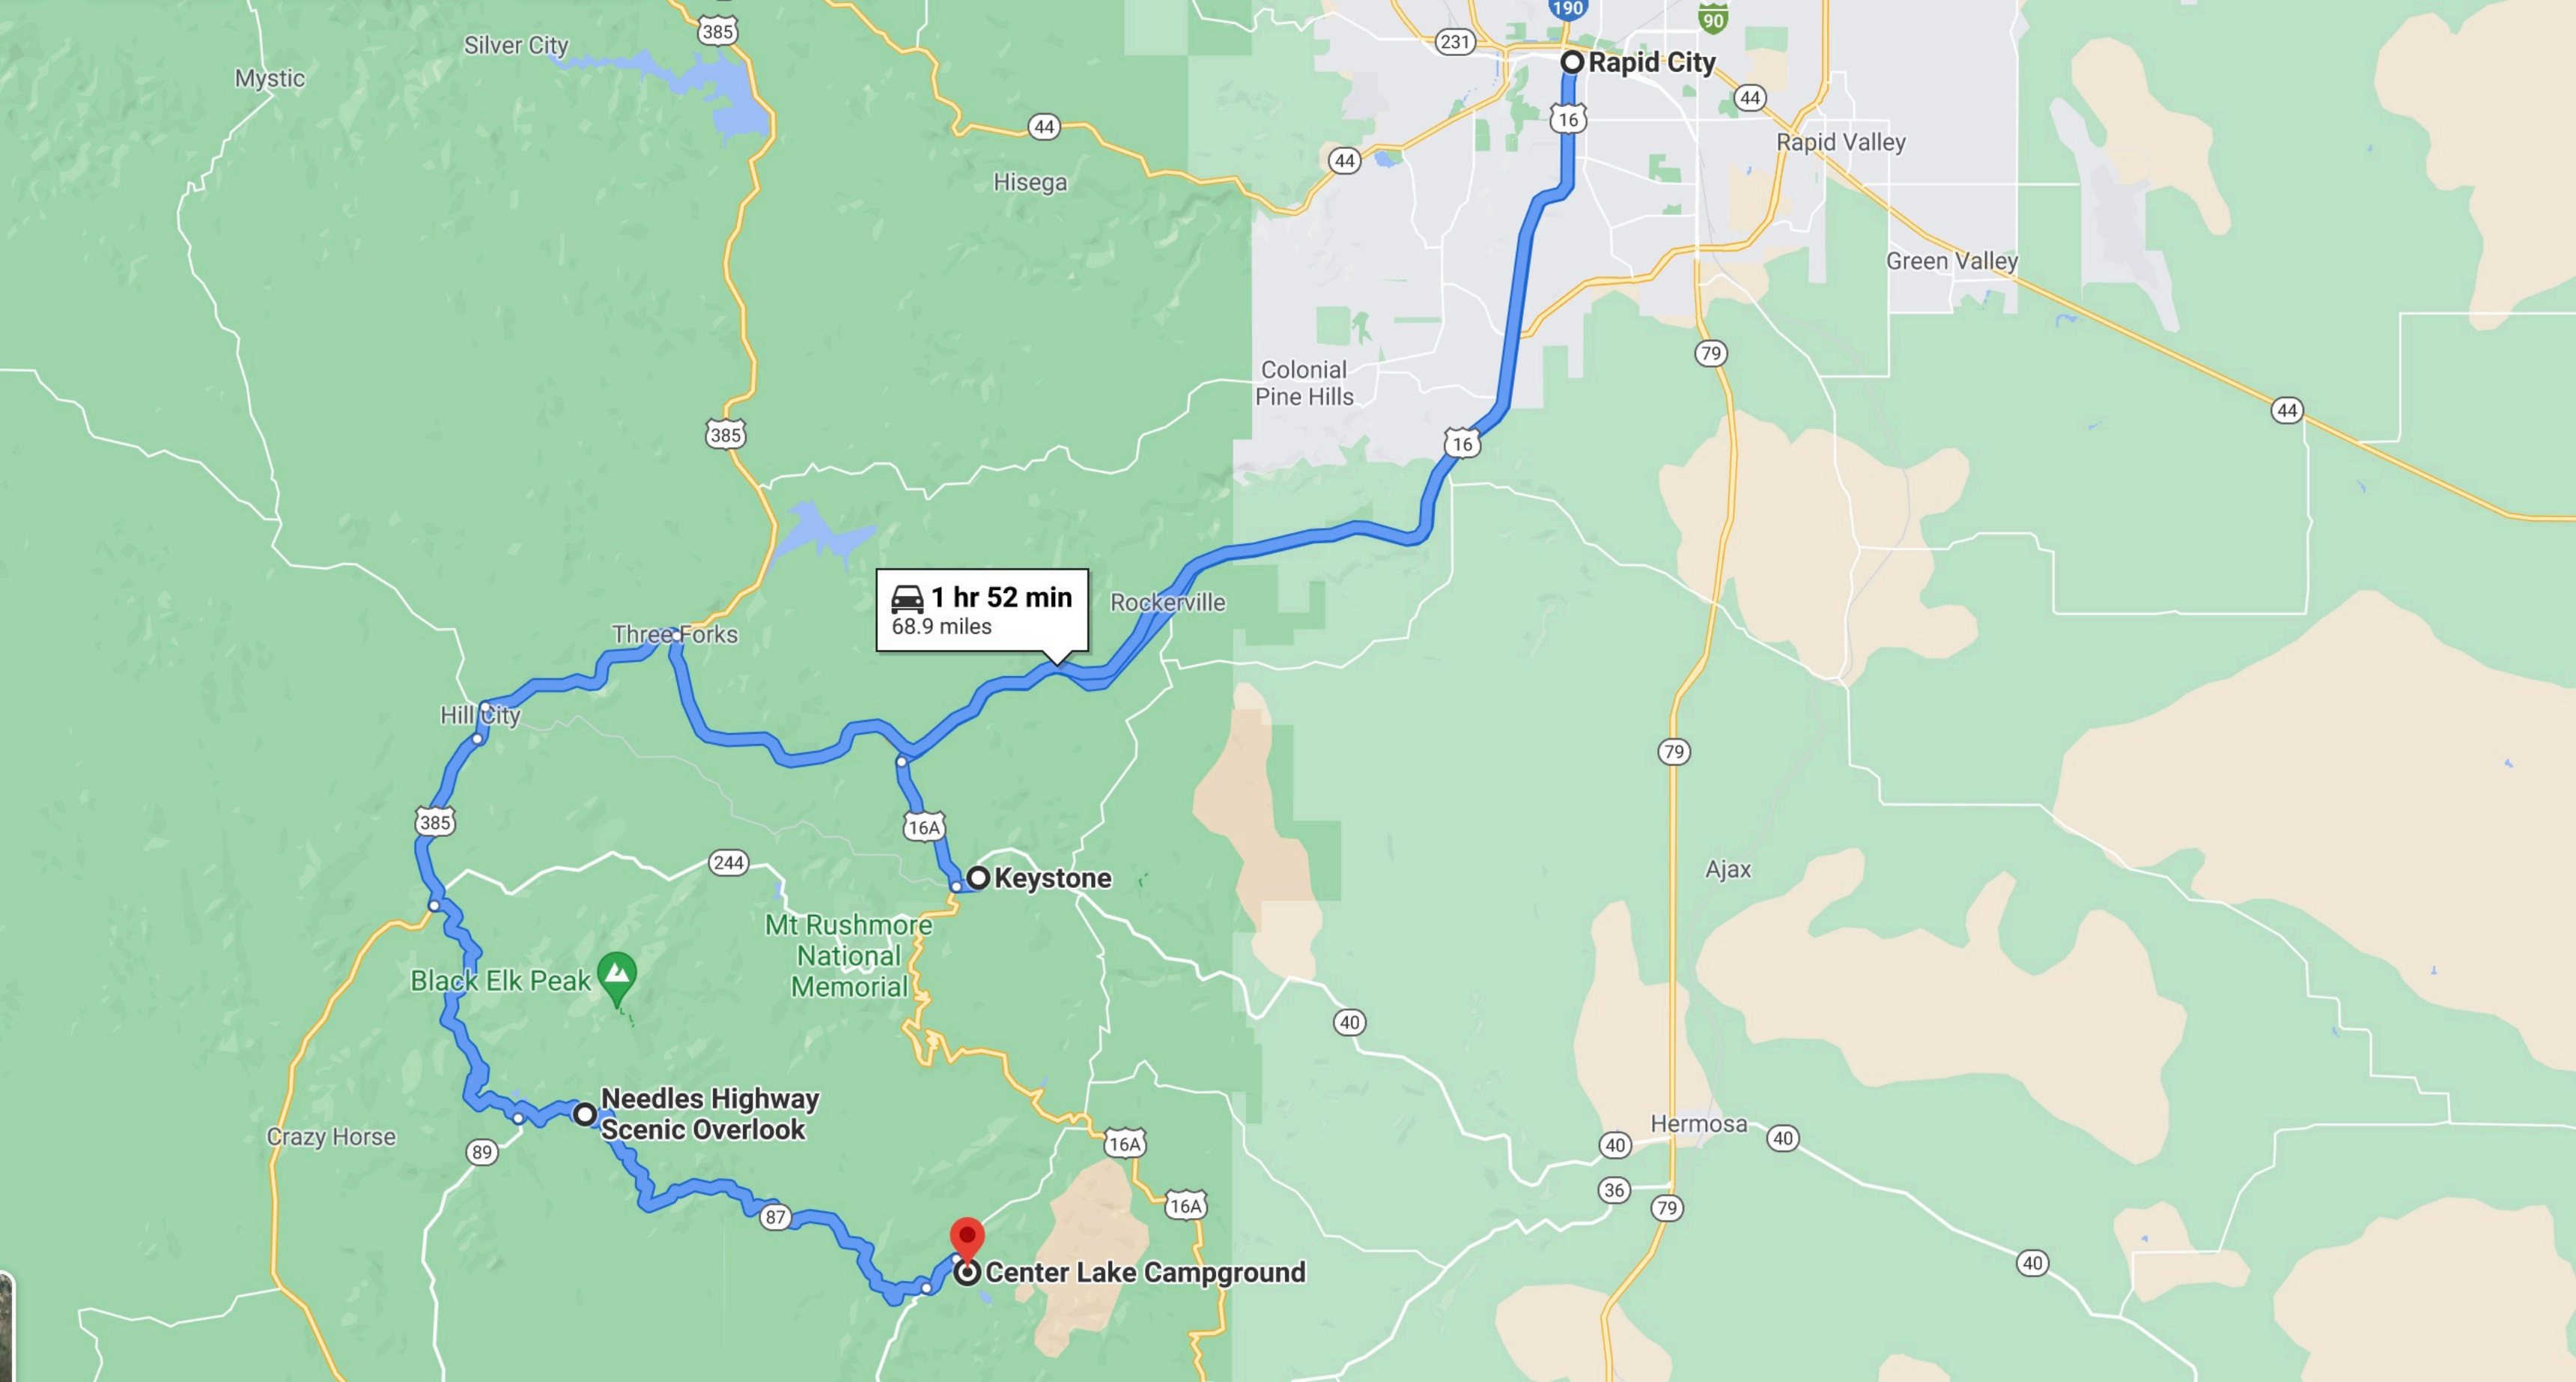 190
90
385
Silver City
231
Rapid City
Mystic
44
16
44
Rapid Valley
44
Hisega
Green Valley
79
Colonial
Pine Hills
44
385
16
1 hr 52 min
68.9 miles
Rockerville
Three Forks
Hill City
79
385
16A
244
Ajax
Keystone
Mt Rushmore
National
Memorial
Black Elk Peak
40
Needles Highway
Scenic Overlook
Hermosa
Crazy Horse
40
40
16A
89
36
16A
79
87
40
Center Lake Campground